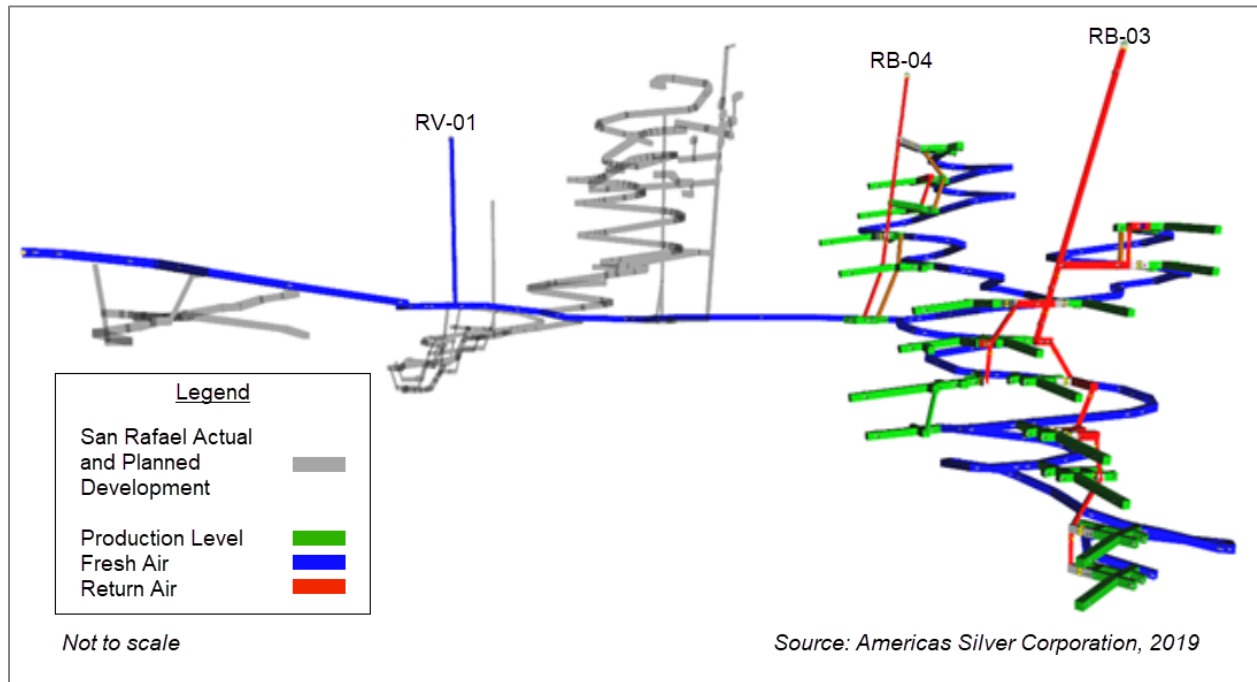 RB-03
RB-04
RV-01
Legend
San Rafael Actual
and Planned
Development
Production Level
Fresh Air
Return Air
Not to scale
Source: Americas Silver Corporation, 2019